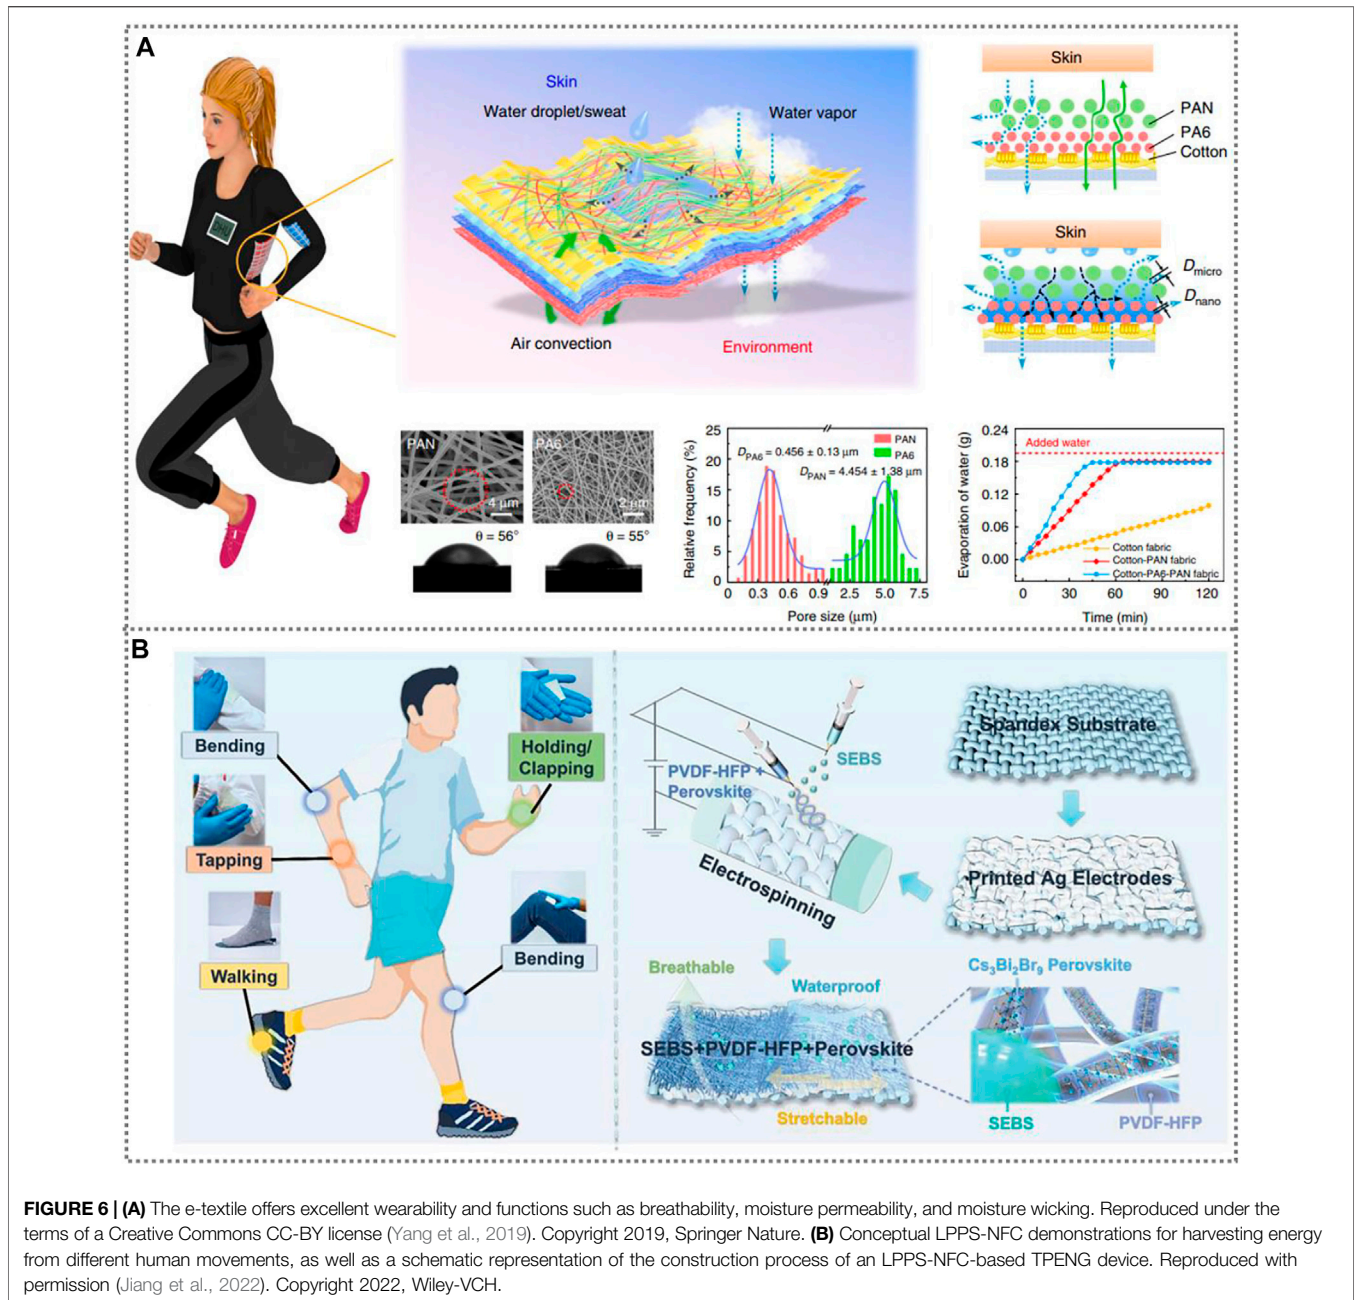 A
Skin
Water droplet/sweat
Water vapor
Air convection
Environment
DHU
Skin
PAN
PA6
Cotton
Skin
Dmicro
Dnano
PAN
4 μm
PA6
2 μm
θ = 56°
θ = 55°
Relative frequency (%)
25
20
15
10
5
0
PAN
PA6
DPA6 = 0.456 ± 0.13 μm
DPAN = 4.454 ± 1.38 μm
0 0.3 0.6 0.9 2.5 5.0 7.5
Pore size (μm)
Evaporation of water (g)
0.24
0.18
0.12
0.06
0.00
Added water
Cotton fabric
Cotton-PAN fabric
Cotton-PA6-PAN fabric
0 30 60 90 120
Time (min)
B
Bending
Holding/
Clapping
Tapping
Walking
Bending
SEBS
PVDF-HFP +
Perovskite
Electrospinning
Spandex Substrate
Printed Ag Electrodes
Breathable
Waterproof
SEBS+PVDF-HFP+Perovskite
Stretchable
Cs3Bi2Br9 Perovskite
SEBS
PVDF-HFP
FIGURE 6 | (A) The e-textile offers excellent wearability and functions such as breathability, moisture permeability, and moisture wicking. Reproduced under the
terms of a Creative Commons CC-BY license (Yang et al., 2019). Copyright 2019, Springer Nature. (B) Conceptual LPPS-NFC demonstrations for harvesting energy
from different human movements, as well as a schematic representation of the construction process of an LPPS-NFC-based TPENG device. Reproduced with
permission (Jiang et al., 2022). Copyright 2022, Wiley-VCH.